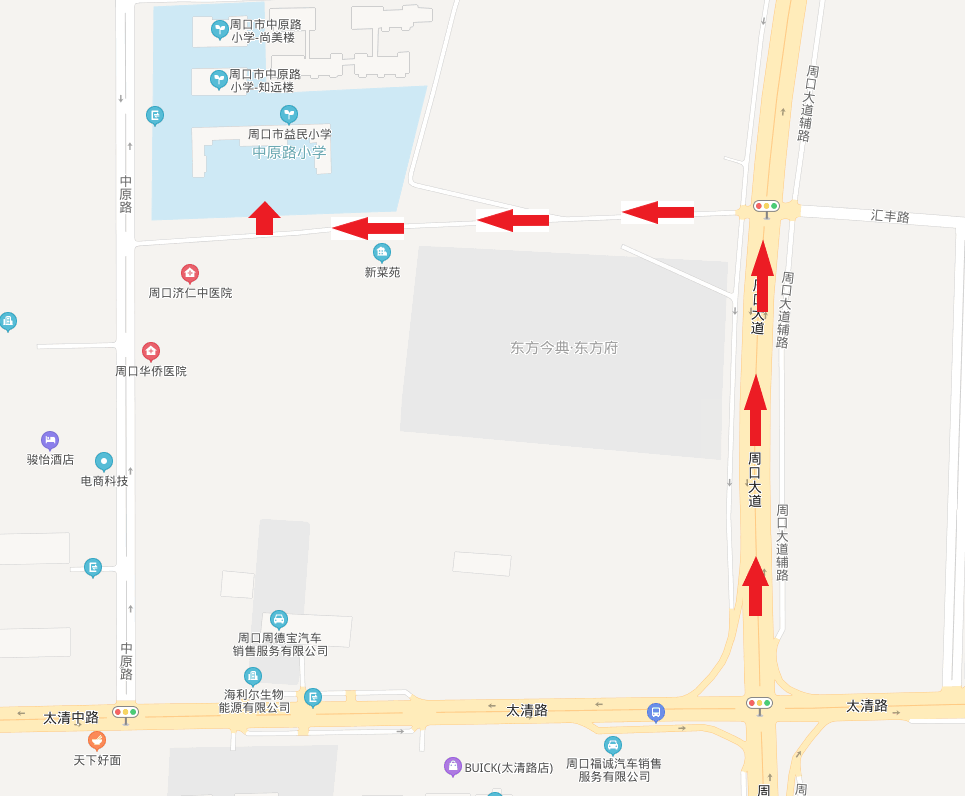 周口市中原路
小学-尚美楼
周口市中原路
小学-知远楼
周口市益民小学
中原路小学
中原路
周口大道辅路
汇丰路
新菜苑
周口济仁中医院
周口大道
周口大道辅路
东方今典·东方府
周口华侨医院
骏怡酒店
电商科技
周口大道
周口大道辅路
周口周德宝汽车
销售服务有限公司
中原路
海利尔生物
能源有限公司
太清中路
太清路
太清路
天下好面
BUICK(太清路店)
周口福诚汽车销售
服务有限公司
周
周